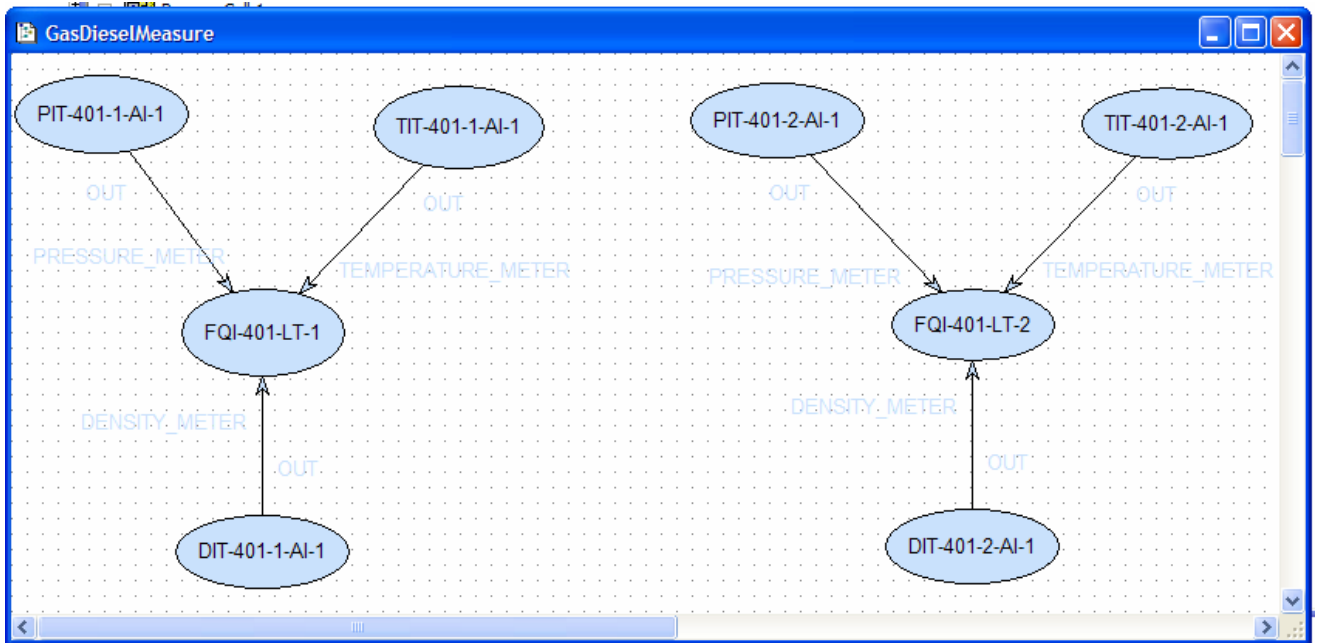 GasDieselMeasure
PIT-401-1-AI-1
TIT-401-1-AI-1
PIT-401-2-AI-1
TIT-401-2-AI-1
OUT
OUT
OUT
OUT
PRESSURE_METER
TEMPERATURE_METER
PRESSURE_METER
TEMPERATURE_METER
FQI-401-LT-1
FQI-401-LT-2
DENSITY_METER
DENSITY_METER
OUT
OUT
DIT-401-1-AI-1
DIT-401-2-AI-1